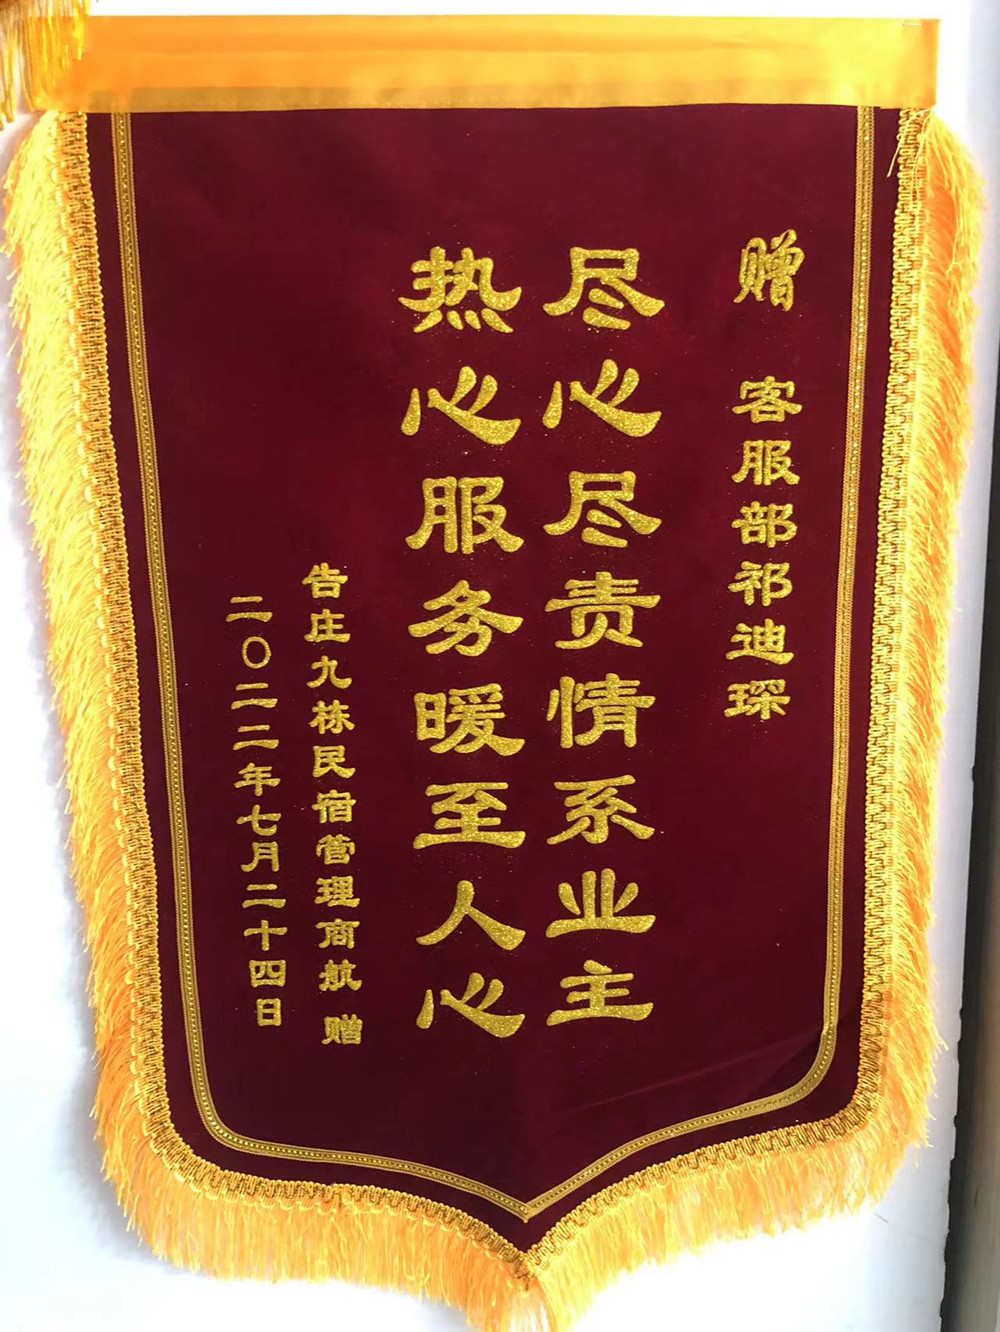 赠 客服部祁迪琛
尽心尽责情系业主
热心服务暖至人心
告庄九栋民宿管理商航 赠
二〇二二年七月二十四日